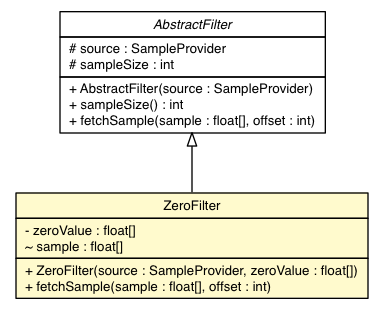 AbstractFilter
# source : SampleProvider
# sampleSize : int
+ AbstractFilter(source : SampleProvider)
+ sampleSize() : int
+ fetchSample(sample : float[], offset : int)
ZeroFilter
- zeroValue : float[]
~ sample : float[]
+ ZeroFilter(source : SampleProvider, zeroValue : float[])
+ fetchSample(sample : float[], offset : int)